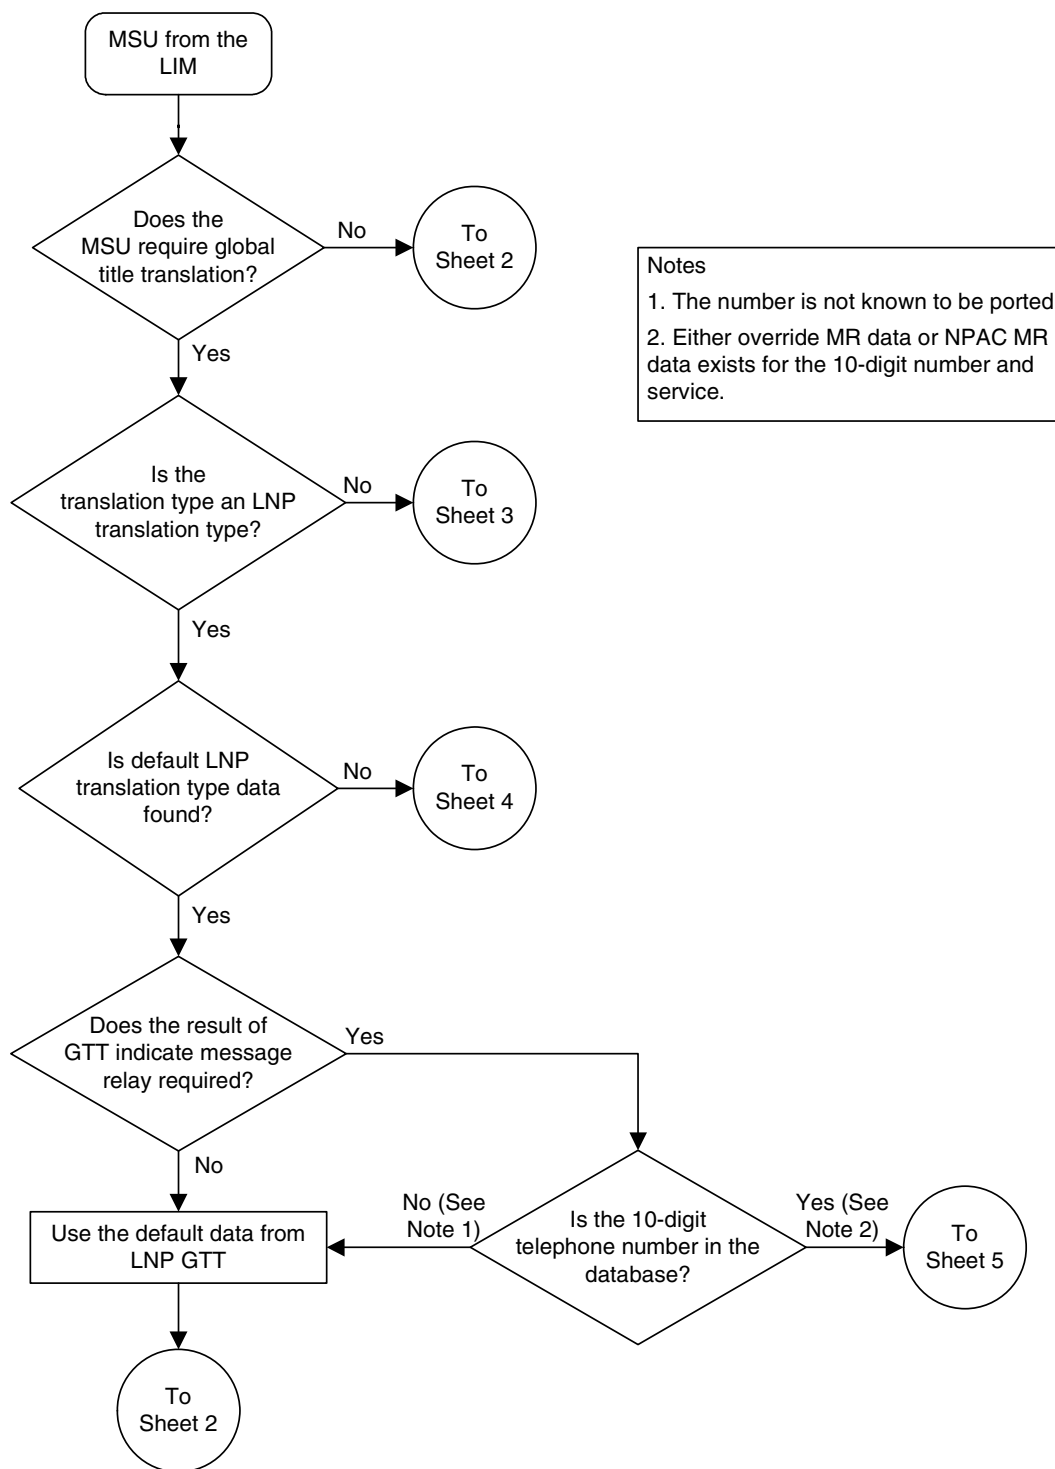 MSU from the
LIM
Does the
MSU require global
title translation?
No
To
Sheet 2
Yes
Notes
1. The number is not known to be ported
2. Either override MR data or NPAC MR
data exists for the 10-digit number and
service.
Is the
translation type an LNP
translation type?
No
To
Sheet 3
Yes
Is default LNP
translation type data
found?
No
To
Sheet 4
Yes
Does the result of
GTT indicate message
relay required?
Yes
No
No (See
Note 1)
Is the 10-digit
telephone number in the
database?
Yes (See
Note 2)
To
Sheet 5
Use the default data from
LNP GTT
To
Sheet 2